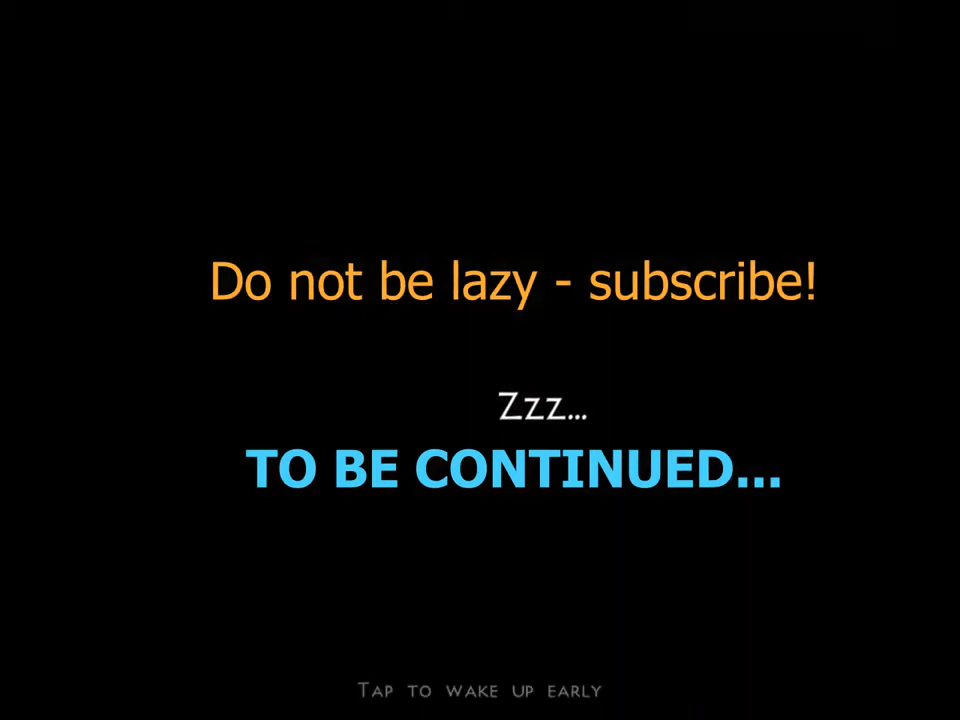 Do not be lazy - subscribe!
Zzz...
TO BE CONTINUED...
Tap to wake up early